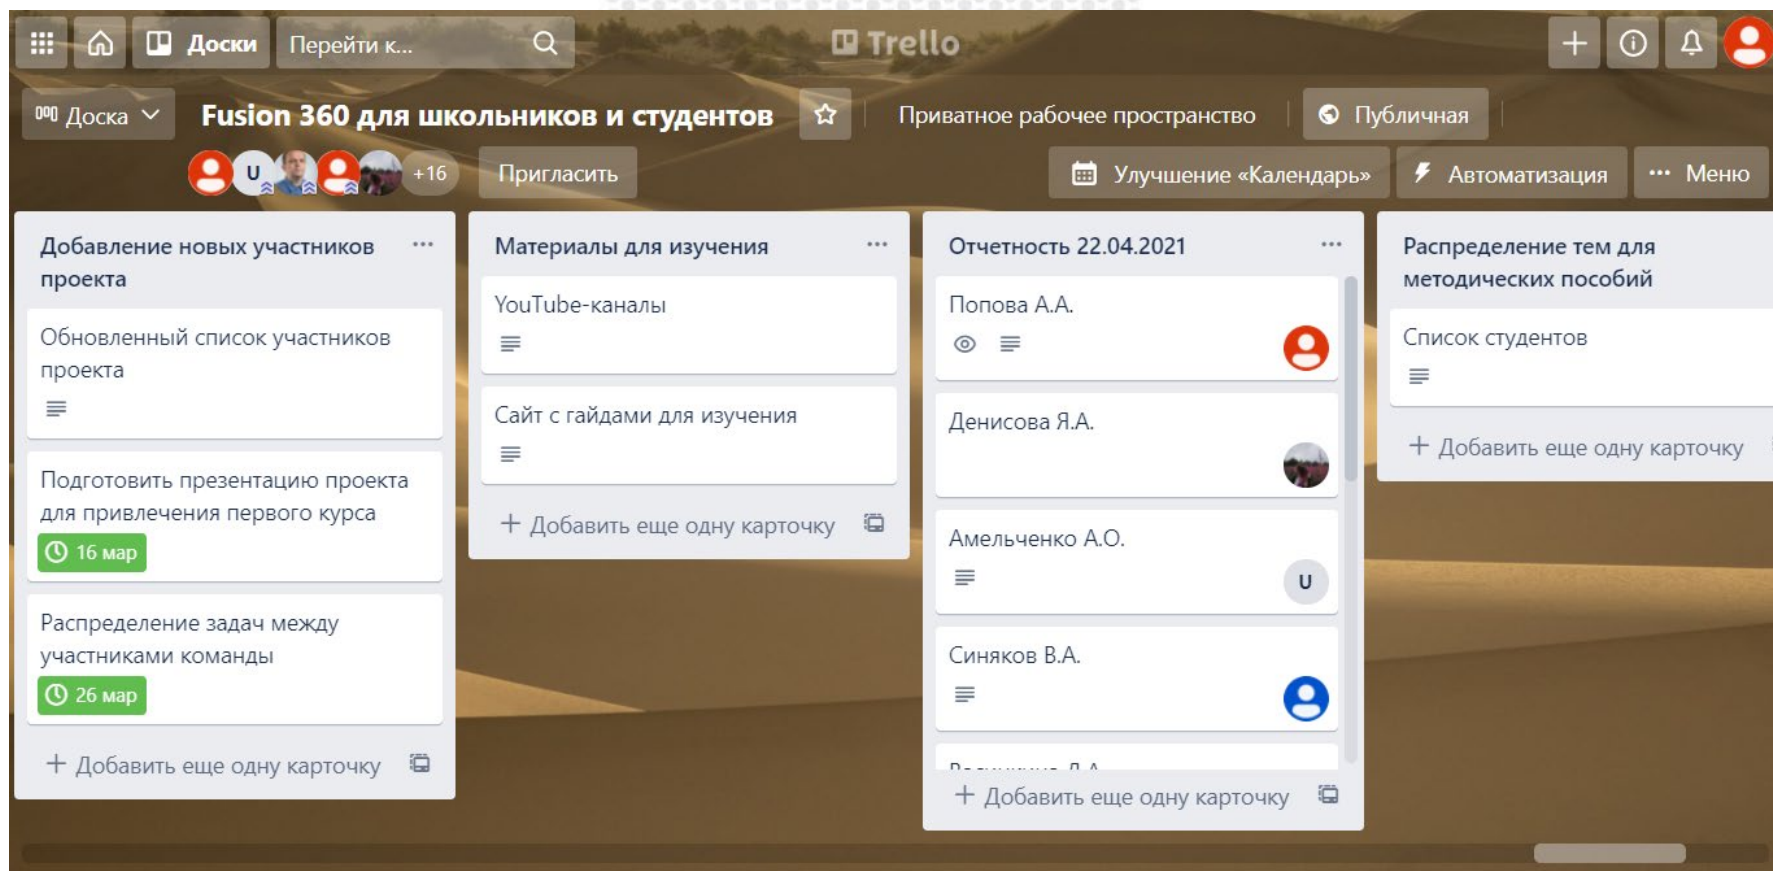 Доски
Перейти к...
Trello
Доска
Fusion 360 для школьников и студентов
Приватное рабочее пространство
Публичная
U
+16
Пригласить
Улучшение «Календарь»
Автоматизация
Меню
Добавление новых участников
проекта
Обновленный список участников
проекта
Подготовить презентацию проекта
для привлечения первого курса
16 мар
Распределение задач между
участниками команды
26 мар
+ Добавить еще одну карточку
Материалы для изучения
YouTube-каналы
Сайт с гайдами для изучения
+ Добавить еще одну карточку
Отчетность 22.04.2021
Попова А.А.
Денисова Я.А.
Амельченко А.О.
U
Синяков В.А.
+ Добавить еще одну карточку
Распределение тем для
методических пособий
Список студентов
+ Добавить еще одну карточку